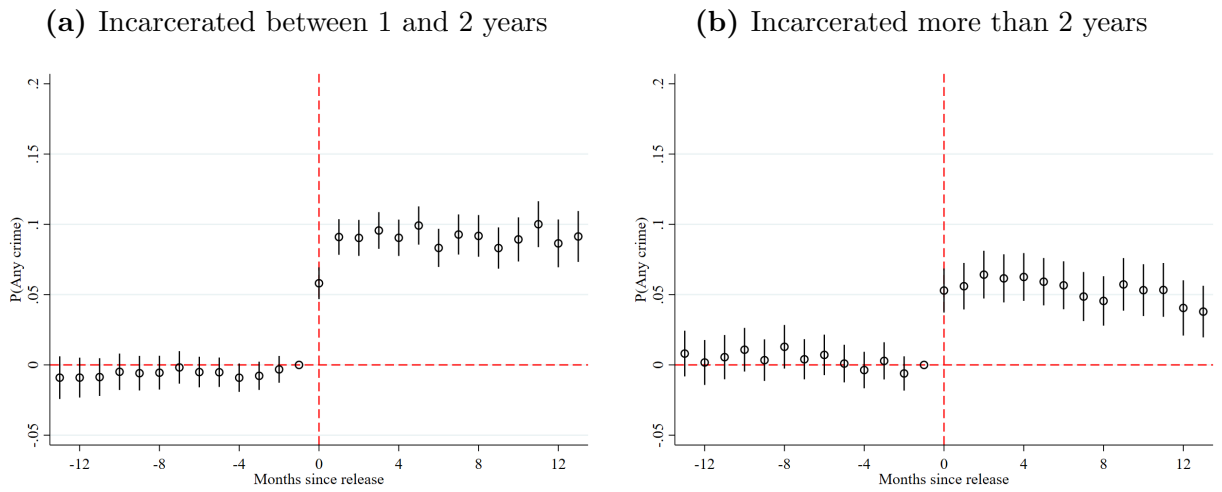 (a) Incarcerated between 1 and 2 years
P(Any crime)
.2
.15
.1
.05
0
-.05
-12 -8 -4 0 4 8 12
Months since release
(b) Incarcerated more than 2 years
P(Any crime)
.2
.15
.1
.05
0
-.05
-12 -8 -4 0 4 8 12
Months since release